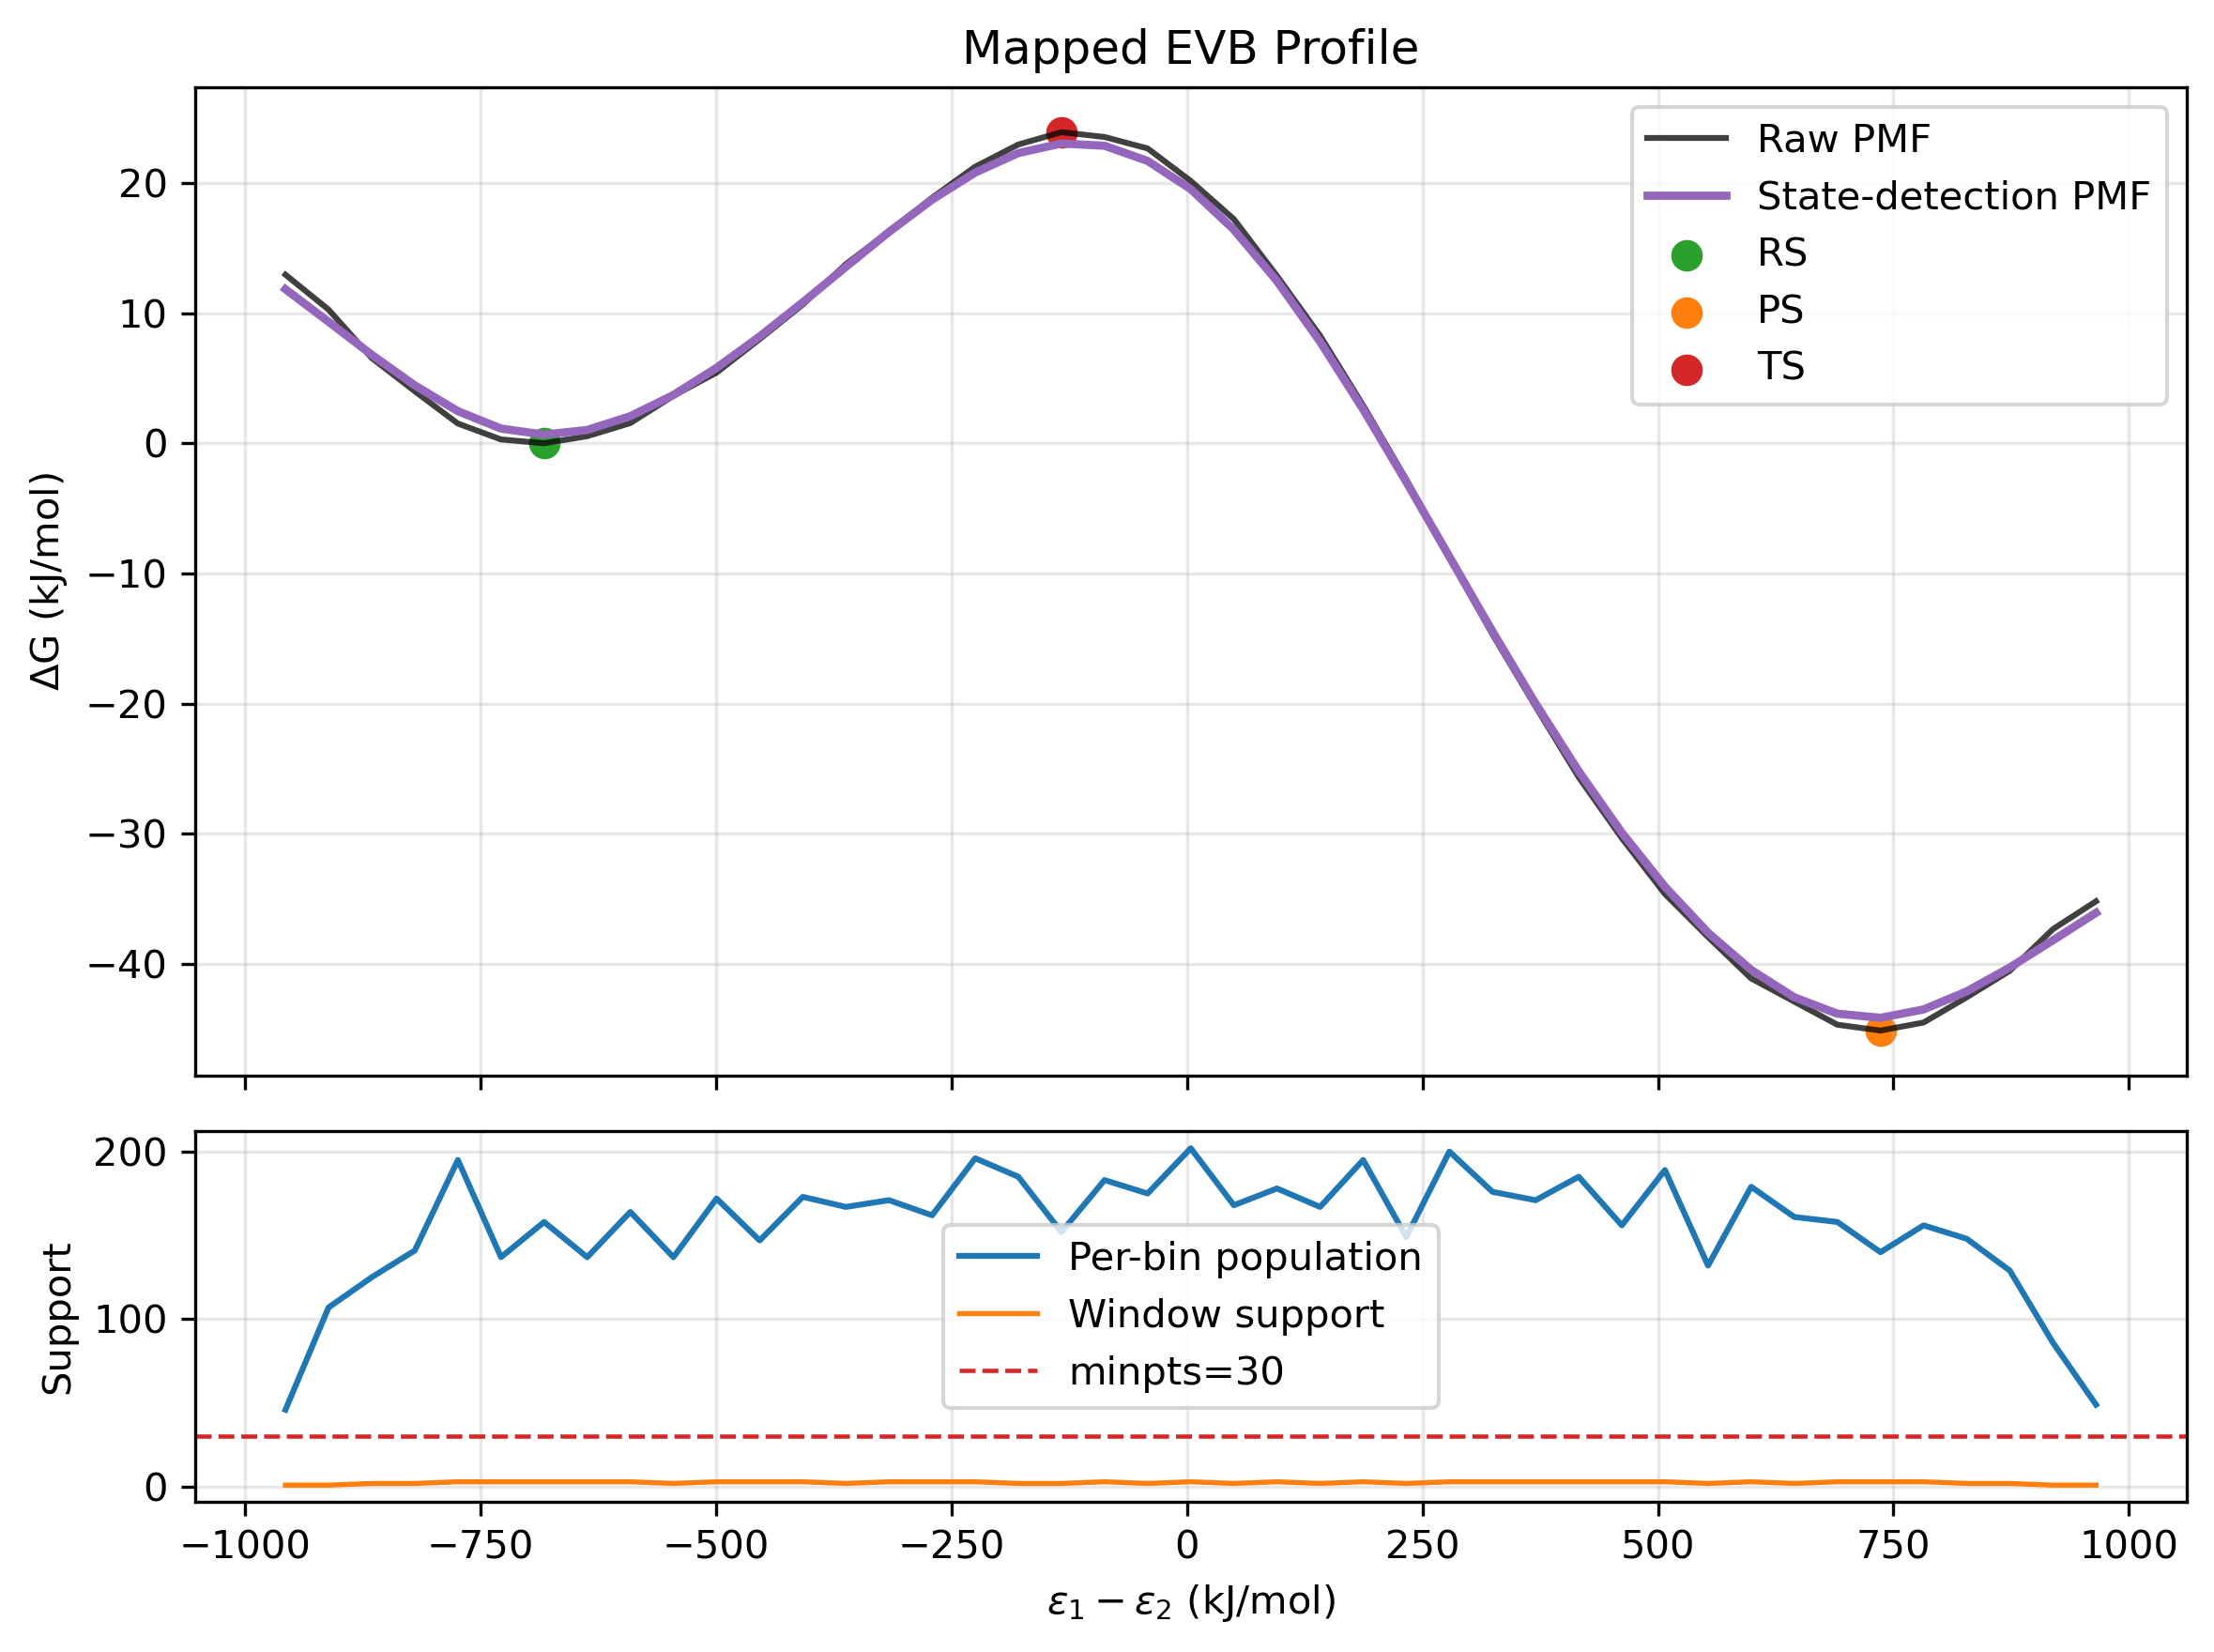 Mapped EVB Profile
ΔG (kJ/mol)
20
10
0
−10
−20
−30
−40
Raw PMF
State-detection PMF
RS
PS
TS
Support
200
100
0
Per-bin population
Window support
minpts=30
−1000 −750 −500 −250 0 250 500 750 1000
ε₁ − ε₂ (kJ/mol)